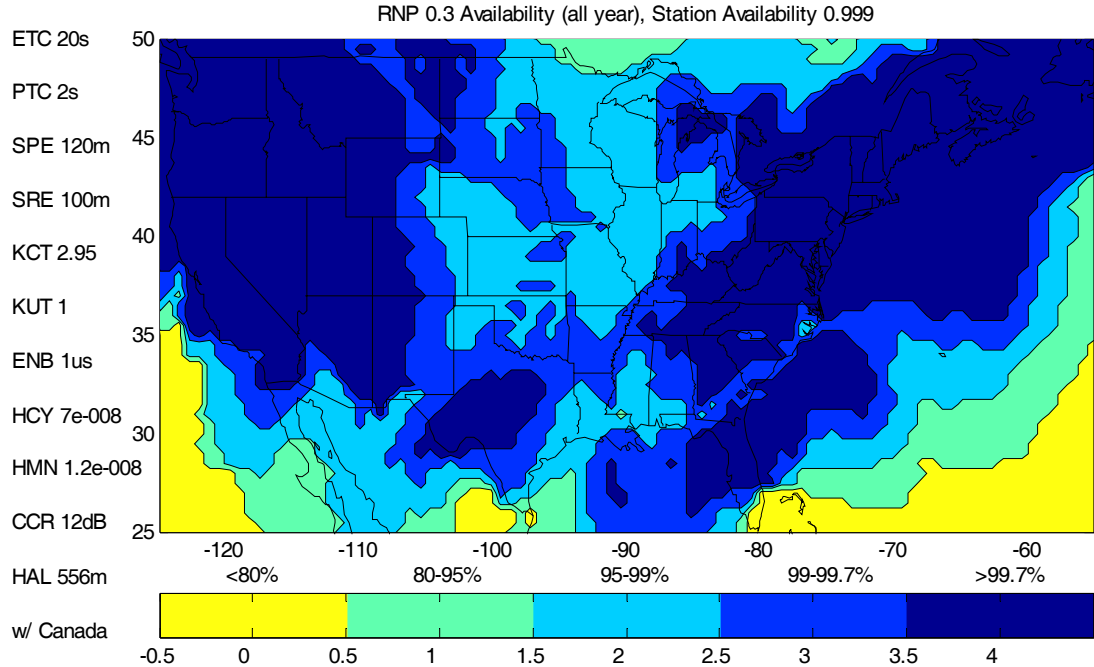 RNP 0.3 Availability (all year), Station Availability 0.999
ETC 20s
PTC 2s
SPE 120m
SRE 100m
KCT 2.95
KUT 1
ENB 1us
HCY 7e-008
HMN 1.2e-008
CCR 12dB
HAL 556m
w/ Canada
50
45
40
35
30
25
-120 -110 -100 -90 -80 -70 -60
<80% 80-95% 95-99% 99-99.7% >99.7%
-0.5 0 0.5 1 1.5 2 2.5 3 3.5 4